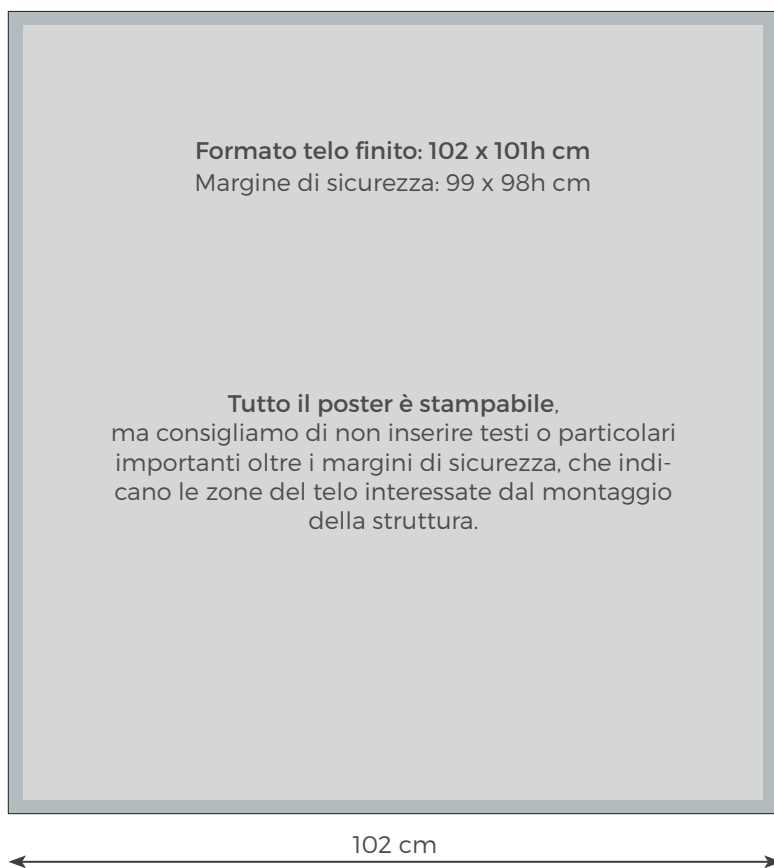 Formato telo finito: 102 x 101h cm
Margine di sicurezza: 99 x 98h cm
Tutto il poster è stampabile,
ma consigliamo di non inserire testi o particolari
importanti oltre i margini di sicurezza, che indi-
cano le zone del telo interessate dal montaggio
della struttura.
102 cm